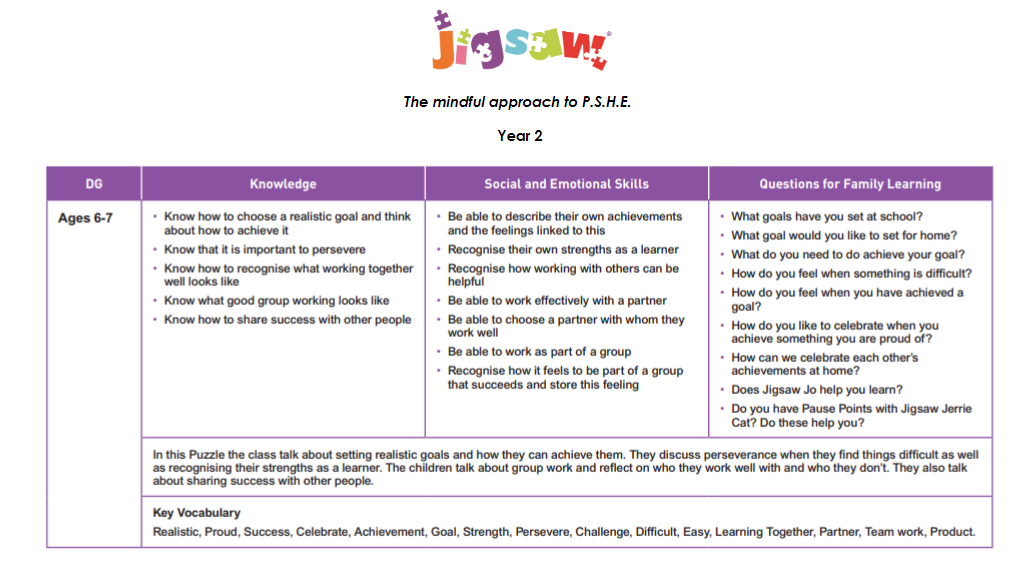 jigsaw®
The mindful approach to P.S.H.E.
Year 2
DG
Knowledge
Social and Emotional Skills
Questions for Family Learning
Ages 6-7
• Know how to choose a realistic goal and think
about how to achieve it
• Know that it is important to persevere
• Know how to recognise what working together
well looks like
• Know what good group working looks like
• Know how to share success with other people
• Be able to describe their own achievements
and the feelings linked to this
• Recognise their own strengths as a learner
• Recognise how working with others can be
helpful
• Be able to work effectively with a partner
• Be able to choose a partner with whom they
work well
• Be able to work as part of a group
• Recognise how it feels to be part of a group
that succeeds and store this feeling
• What goals have you set at school?
• What goal would you like to set for home?
• What do you need to do achieve your goal?
• How do you feel when something is difficult?
• How do you feel when you have achieved a
goal?
• How do you like to celebrate when you
achieve something you are proud of?
• How can we celebrate each other's
achievements at home?
• Does Jigsaw Jo help you learn?
• Do you have Pause Points with Jigsaw Jerrie
Cat? Do these help you?
In this Puzzle the class talk about setting realistic goals and how they can achieve them. They discuss perseverance when they find things difficult as well
as recognising their strengths as a learner. The children talk about group work and reflect on who they work well with and who they don't. They also talk
about sharing success with other people.
Key Vocabulary
Realistic, Proud, Success, Celebrate, Achievement, Goal, Strength, Persevere, Challenge, Difficult, Easy, Learning Together, Partner, Team work, Product.